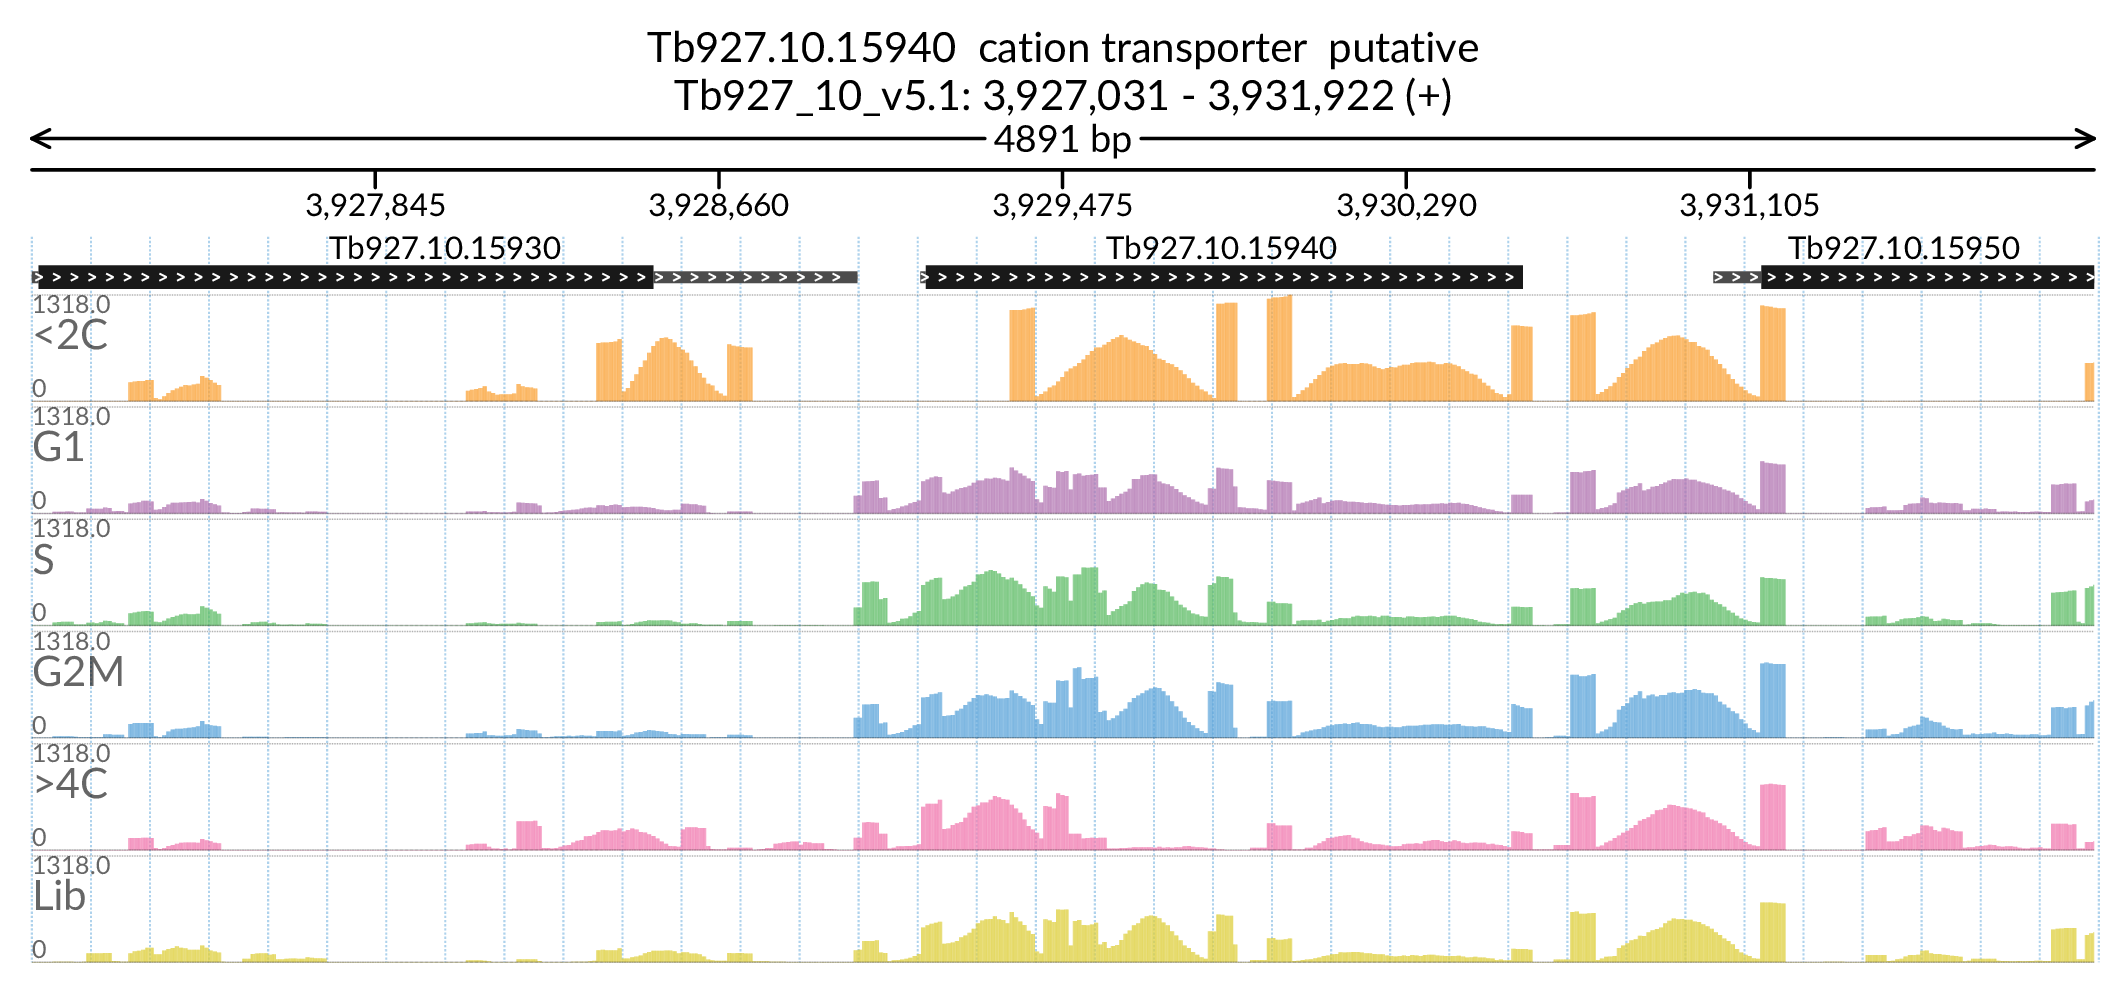 Tb927.10.15940 cation transporter putative
Tb927_10_v5.1: 3,927,031 - 3,931,922 (+)
4891 bp
3,927,845 3,928,660 3,929,475 3,930,290 3,931,105
Tb927.10.15930 Tb927.10.15940 Tb927.10.15950
1318.0
<2C
0
1318.0
G1
0
1318.0
S
0
1318.0
G2M
0
1318.0
>4C
0
1318.0
Lib
0